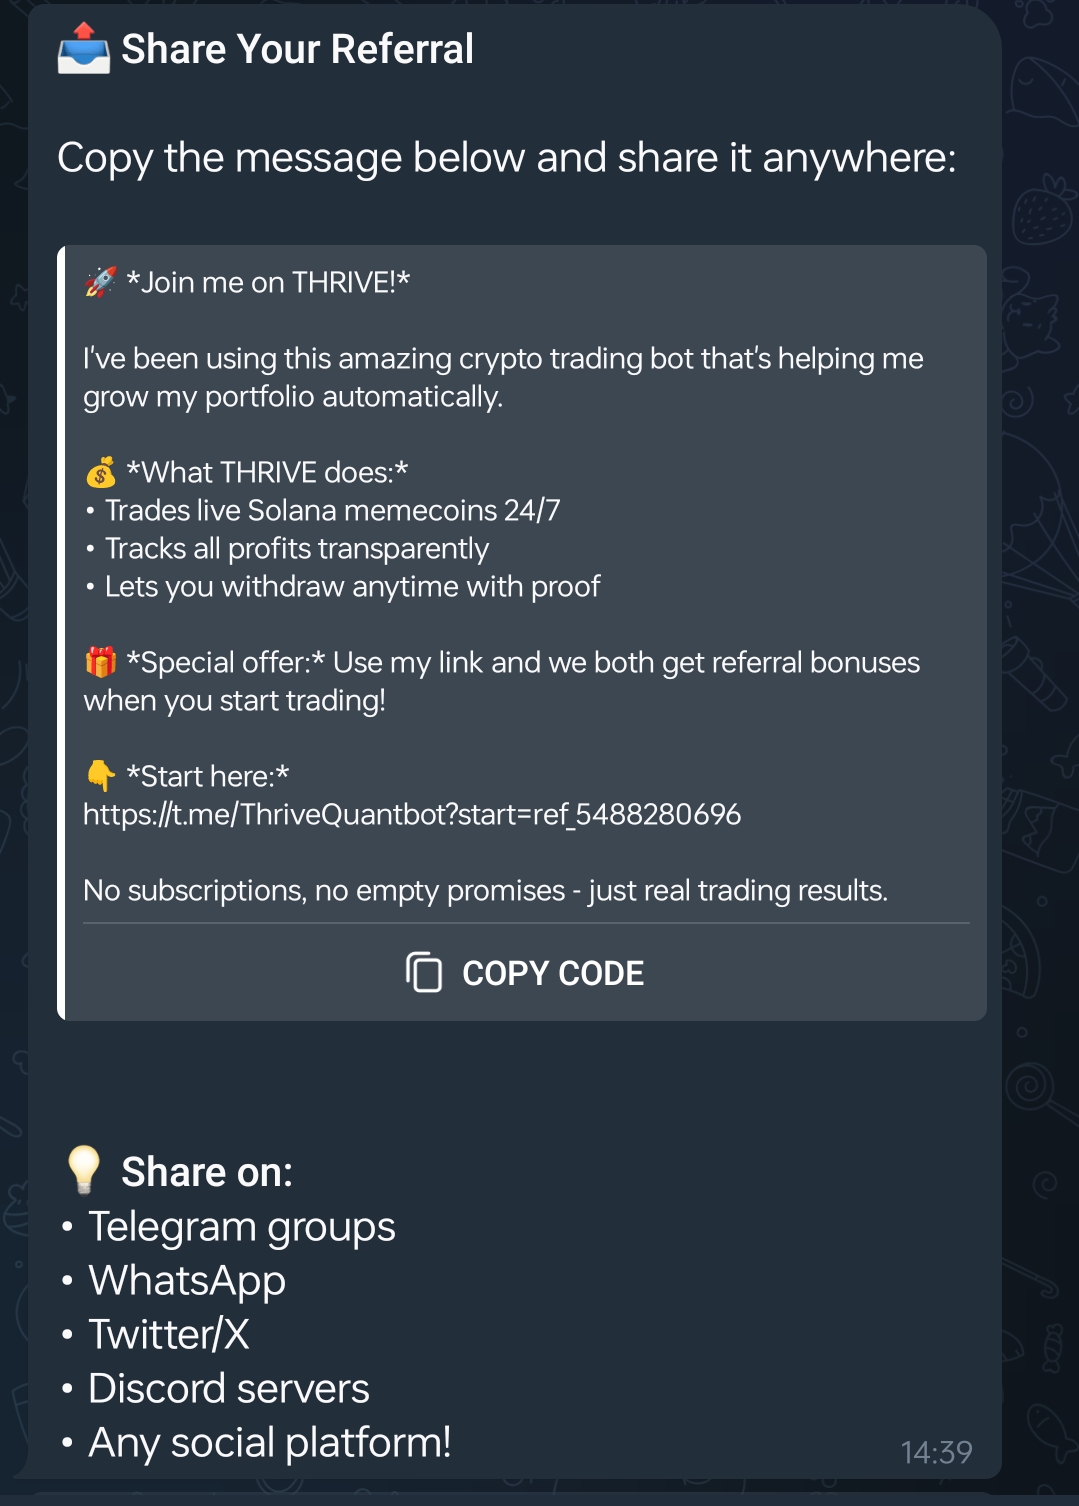 📤 Share Your Referral
Copy the message below and share it anywhere:
🚀 *Join me on THRIVE!*
I've been using this amazing crypto trading bot that's helping me
grow my portfolio automatically.
💰 *What THRIVE does:*
• Trades live Solana memecoins 24/7
• Tracks all profits transparently
• Lets you withdraw anytime with proof
🎁 *Special offer:* Use my link and we both get referral bonuses
when you start trading!
👇 *Start here:*
https://t.me/ThriveQuantbot?start=ref_5488280696
No subscriptions, no empty promises - just real trading results.
COPY CODE
💡 Share on:
• Telegram groups
• WhatsApp
• Twitter/X
• Discord servers
• Any social platform!
14:39